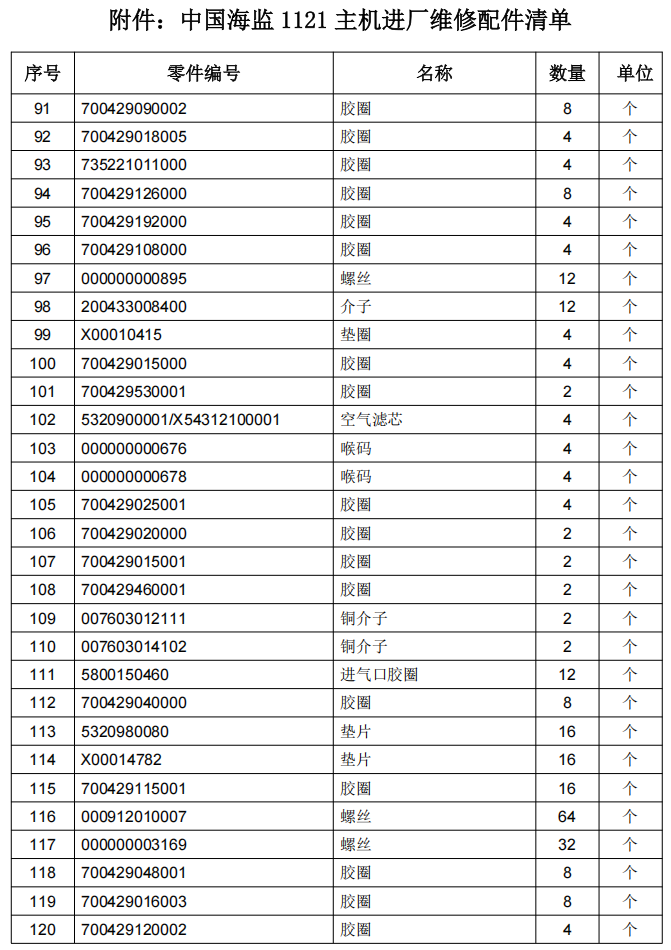 附件：中国海监 1121 主机进厂维修配件清单
序号 零件编号 名称 数量 单位
91 700429090002 胶圈 8 个
92 700429018005 胶圈 4 个
93 735221011000 胶圈 4 个
94 700429126000 胶圈 8 个
95 700429192000 胶圈 4 个
96 700429108000 胶圈 4 个
97 000000000895 螺丝 12 个
98 200433008400 介子 12 个
99 X00010415 垫圈 4 个
100 700429015000 胶圈 4 个
101 700429530001 胶圈 2 个
102 5320900001/X54312100001 空气滤芯 4 个
103 000000000676 喉码 4 个
104 000000000678 喉码 4 个
105 700429025001 胶圈 4 个
106 700429020000 胶圈 2 个
107 700429015001 胶圈 2 个
108 700429460001 胶圈 2 个
109 007603012111 铜介子 2 个
110 007603014102 铜介子 2 个
111 5800150460 进气口胶圈 12 个
112 700429040000 胶圈 8 个
113 5320980080 垫片 16 个
114 X00014782 垫片 16 个
115 700429115001 胶圈 16 个
116 000912010007 螺丝 64 个
117 000000003169 螺丝 32 个
118 700429048001 胶圈 8 个
119 700429016003 胶圈 8 个
120 700429120002 胶圈 4 个